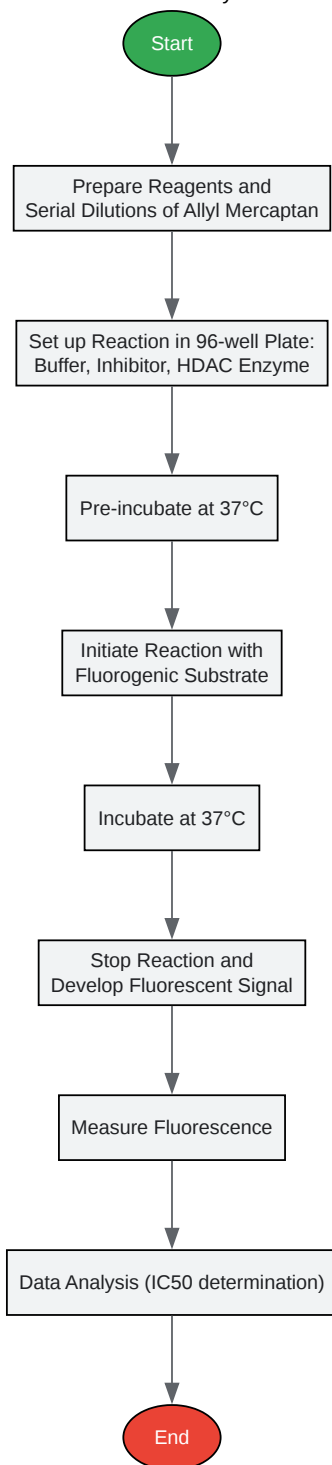 Start
Prepare Reagents and
Serial Dilutions of Allyl Mercaptan
Set up Reaction in 96-well Plate:
Buffer, Inhibitor, HDAC Enzyme
Pre-incubate at 37°C
Initiate Reaction with
Fluorogenic Substrate
Incubate at 37°C
Stop Reaction and
Develop Fluorescent Signal
Measure Fluorescence
Data Analysis (IC50 determination)
End